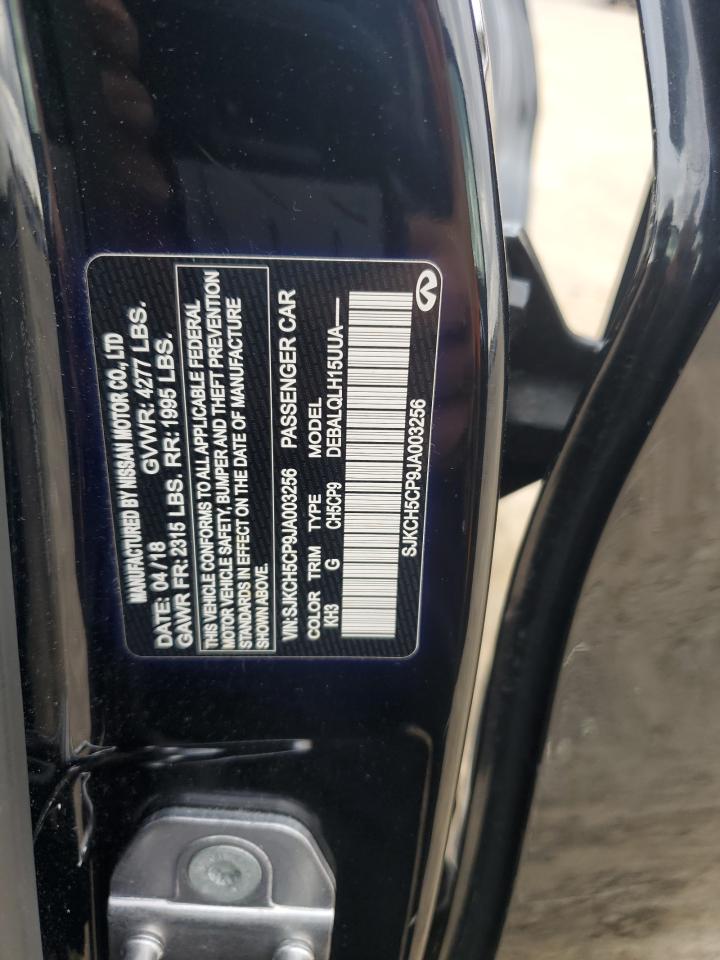 MANUFACTURED BY NISSAN MOTOR CO., LTD
DATE: 04 / 18 GVWR: 4277 LBS.
GAWR FR: 2315 LBS. RR: 1995 LBS.
THIS VEHICLE CONFORMS TO ALL APPLICABLE FEDERAL
MOTOR VEHICLE SAFETY, BUMPER AND THEFT PREVENTION
STANDARDS IN EFFECT ON THE DATE OF MANUFACTURE
SHOWN ABOVE.
VIN: SJKCH5CP9JA003256 PASSENGER CAR
COLOR TRIM TYPE MODEL
KH3 G CH5CP9 DEBALQLH15UUA—
SJKCH5CP9JA003256